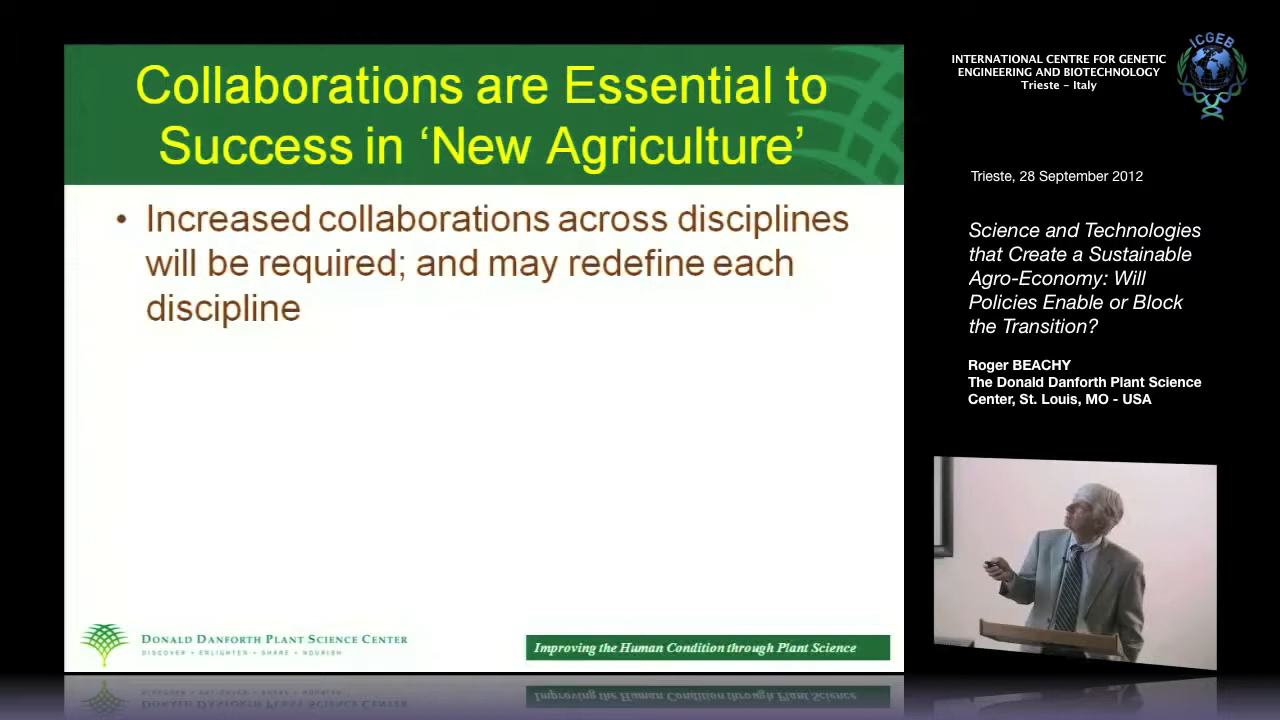 Collaborations are Essential to
Success in ‘New Agriculture’
• Increased collaborations across disciplines
will be required; and may redefine each
discipline
DONALD DANFORTH PLANT SCIENCE CENTER
DISCOVER • ENLIGHTEN • SHARE • NOURISH
Improving the Human Condition through Plant Science
INTERNATIONAL CENTRE FOR GENETIC
ENGINEERING AND BIOTECHNOLOGY
Trieste - Italy
ICGEB
Trieste, 28 September 2012
Science and Technologies
that Create a Sustainable
Agro-Economy: Will
Policies Enable or Block
the Transition?
Roger BEACHY
The Donald Danforth Plant Science
Center, St. Louis, MO - USA